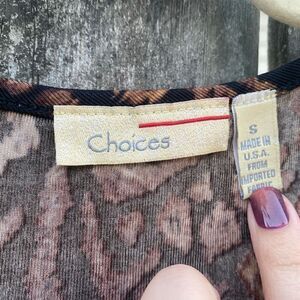 Choices
S
MADE IN
U.S.A.
FROM
IMPORTED
FABRIC